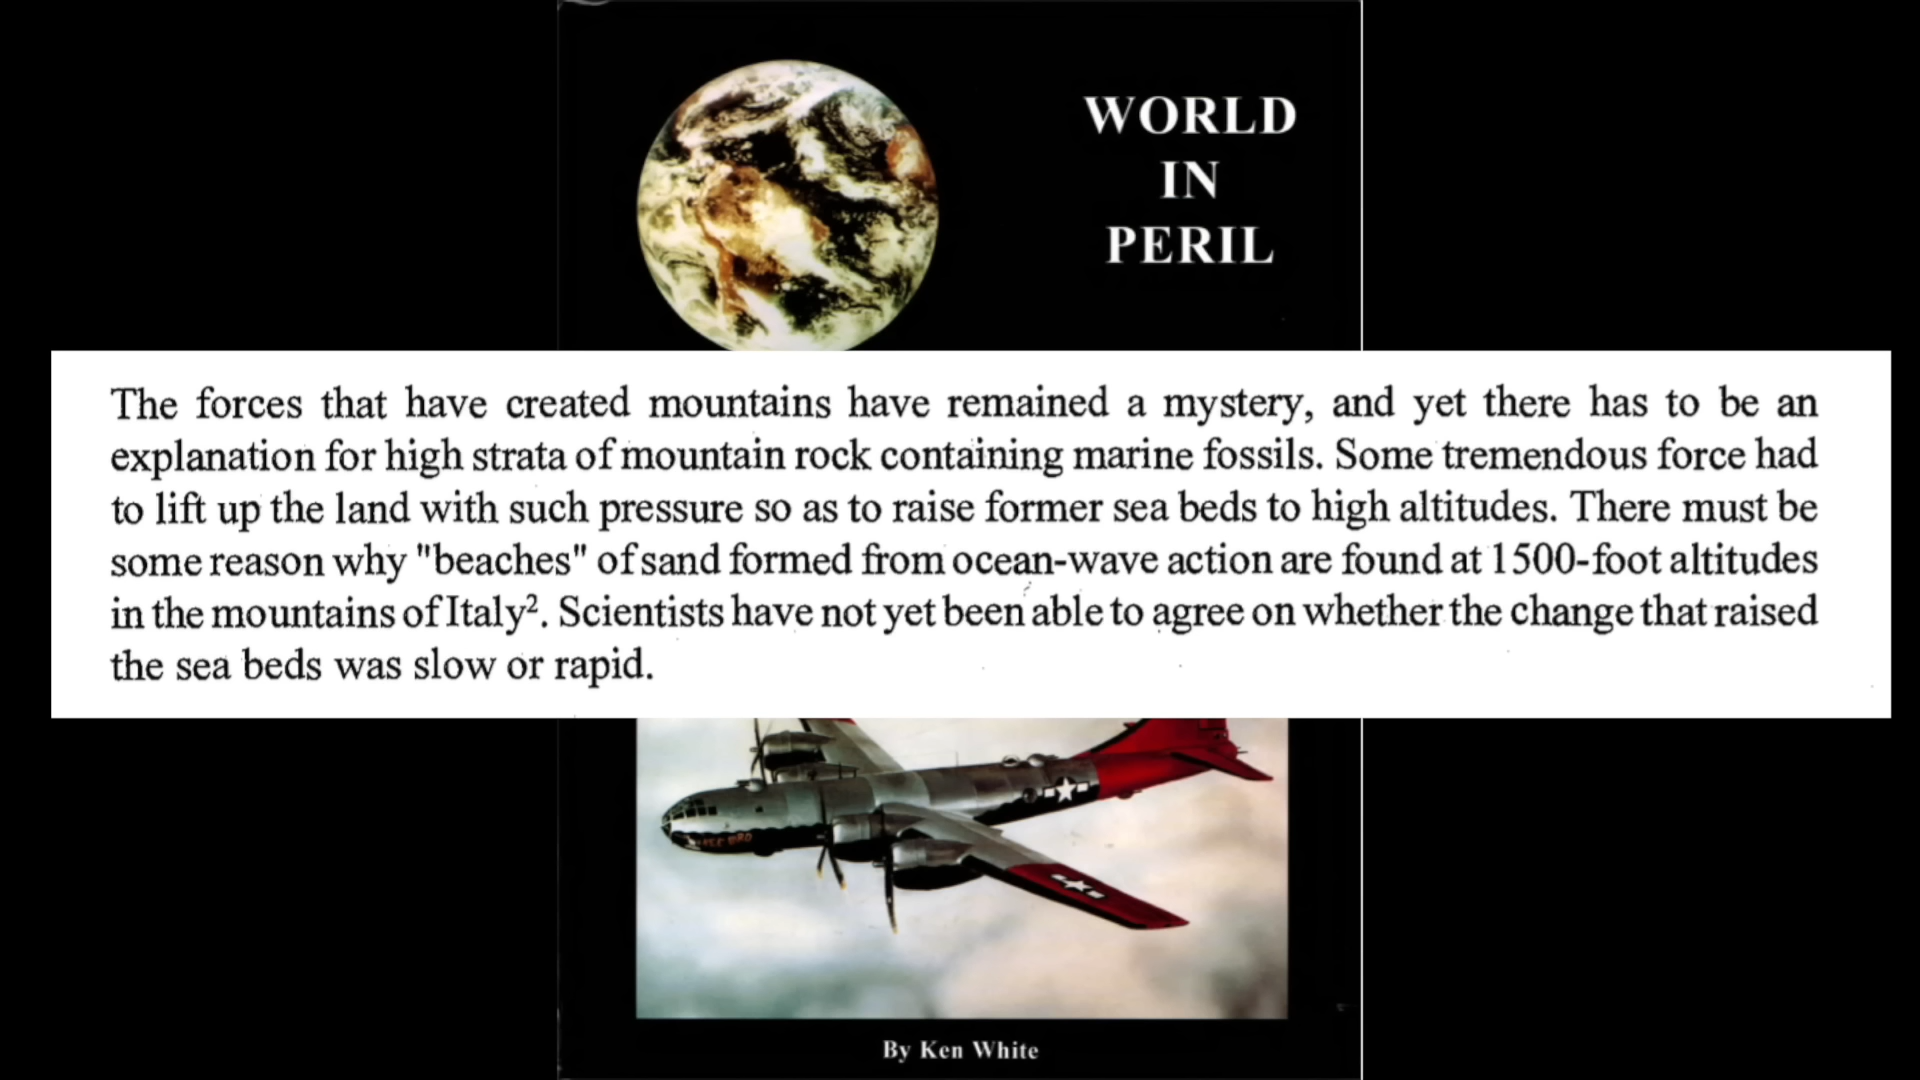 WORLD
IN
PERIL
The forces that have created mountains have remained a mystery, and yet there has to be an
explanation for high strata of mountain rock containing marine fossils. Some tremendous force had
to lift up the land with such pressure so as to raise former sea beds to high altitudes. There must be
some reason why "beaches" of sand formed from ocean-wave action are found at 1500-foot altitudes
in the mountains of Italy². Scientists have not yet been able to agree on whether the change that raised
the sea beds was slow or rapid.
By Ken White